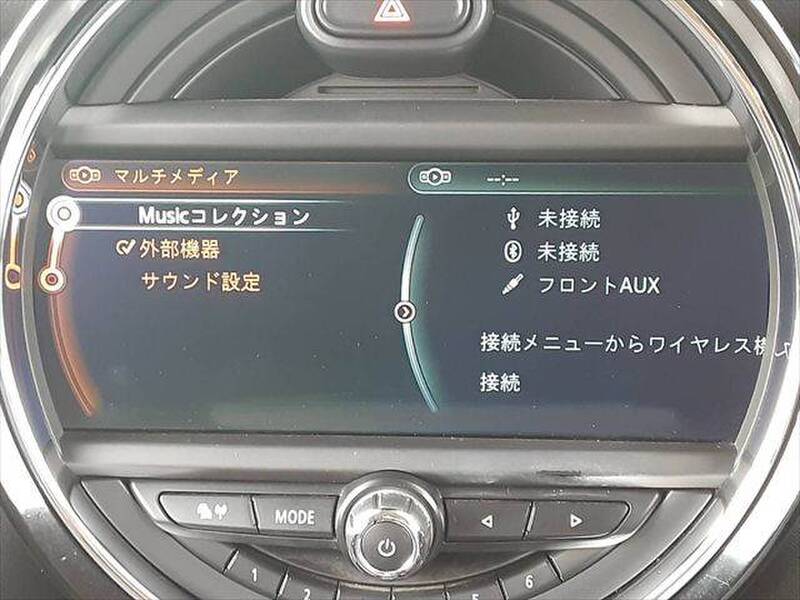 マルチメディア
--:--
Musicコレクション
外部機器
サウンド設定
未接続
未接続
フロントAUX
接続メニューからワイヤレス機
接続
MODE
1
2
5
6